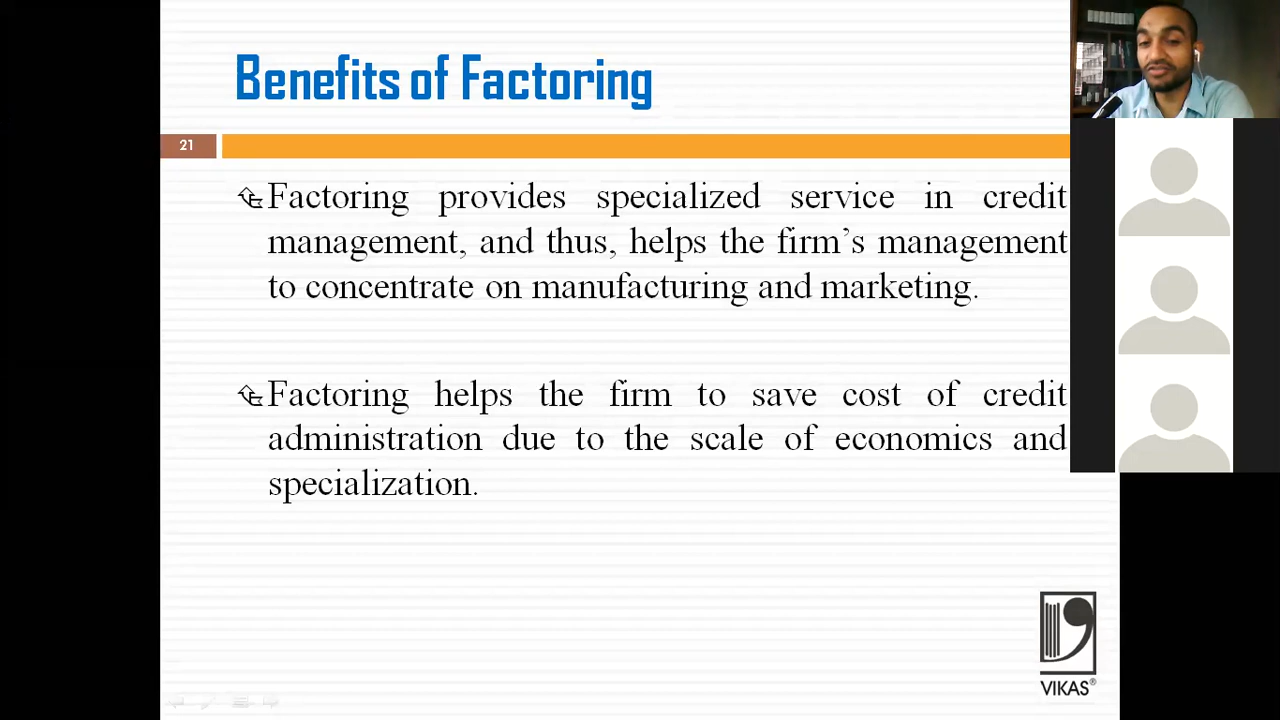 Benefits of Factoring
21
Factoring provides specialized service in credit
management, and thus, helps the firm’s management
to concentrate on manufacturing and marketing.
Factoring helps the firm to save cost of credit
administration due to the scale of economics and
specialization.
VIKAS®